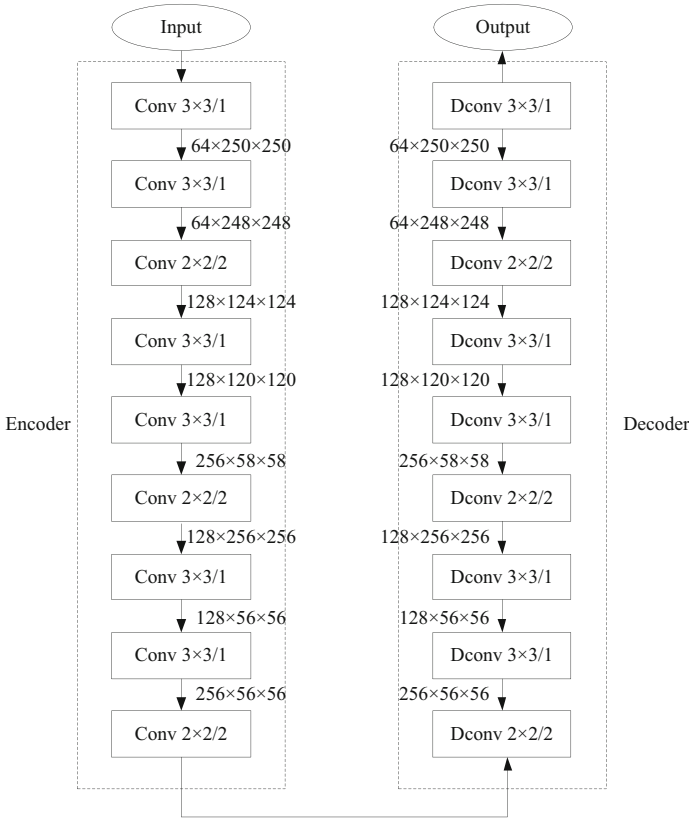 Input
Conv 3×3/1
64×250×250
Conv 3×3/1
64×248×248
Conv 2×2/2
128×124×124
Conv 3×3/1
128×120×120
Encoder
Conv 3×3/1
256×58×58
Conv 2×2/2
128×256×256
Conv 3×3/1
128×56×56
Conv 3×3/1
256×56×56
Conv 2×2/2
Output
Dconv 3×3/1
64×250×250
Dconv 3×3/1
64×248×248
Dconv 2×2/2
128×124×124
Dconv 3×3/1
128×120×120
Dconv 3×3/1
Decoder
256×58×58
Dconv 2×2/2
128×256×256
Dconv 3×3/1
128×56×56
Dconv 3×3/1
256×56×56
Dconv 2×2/2